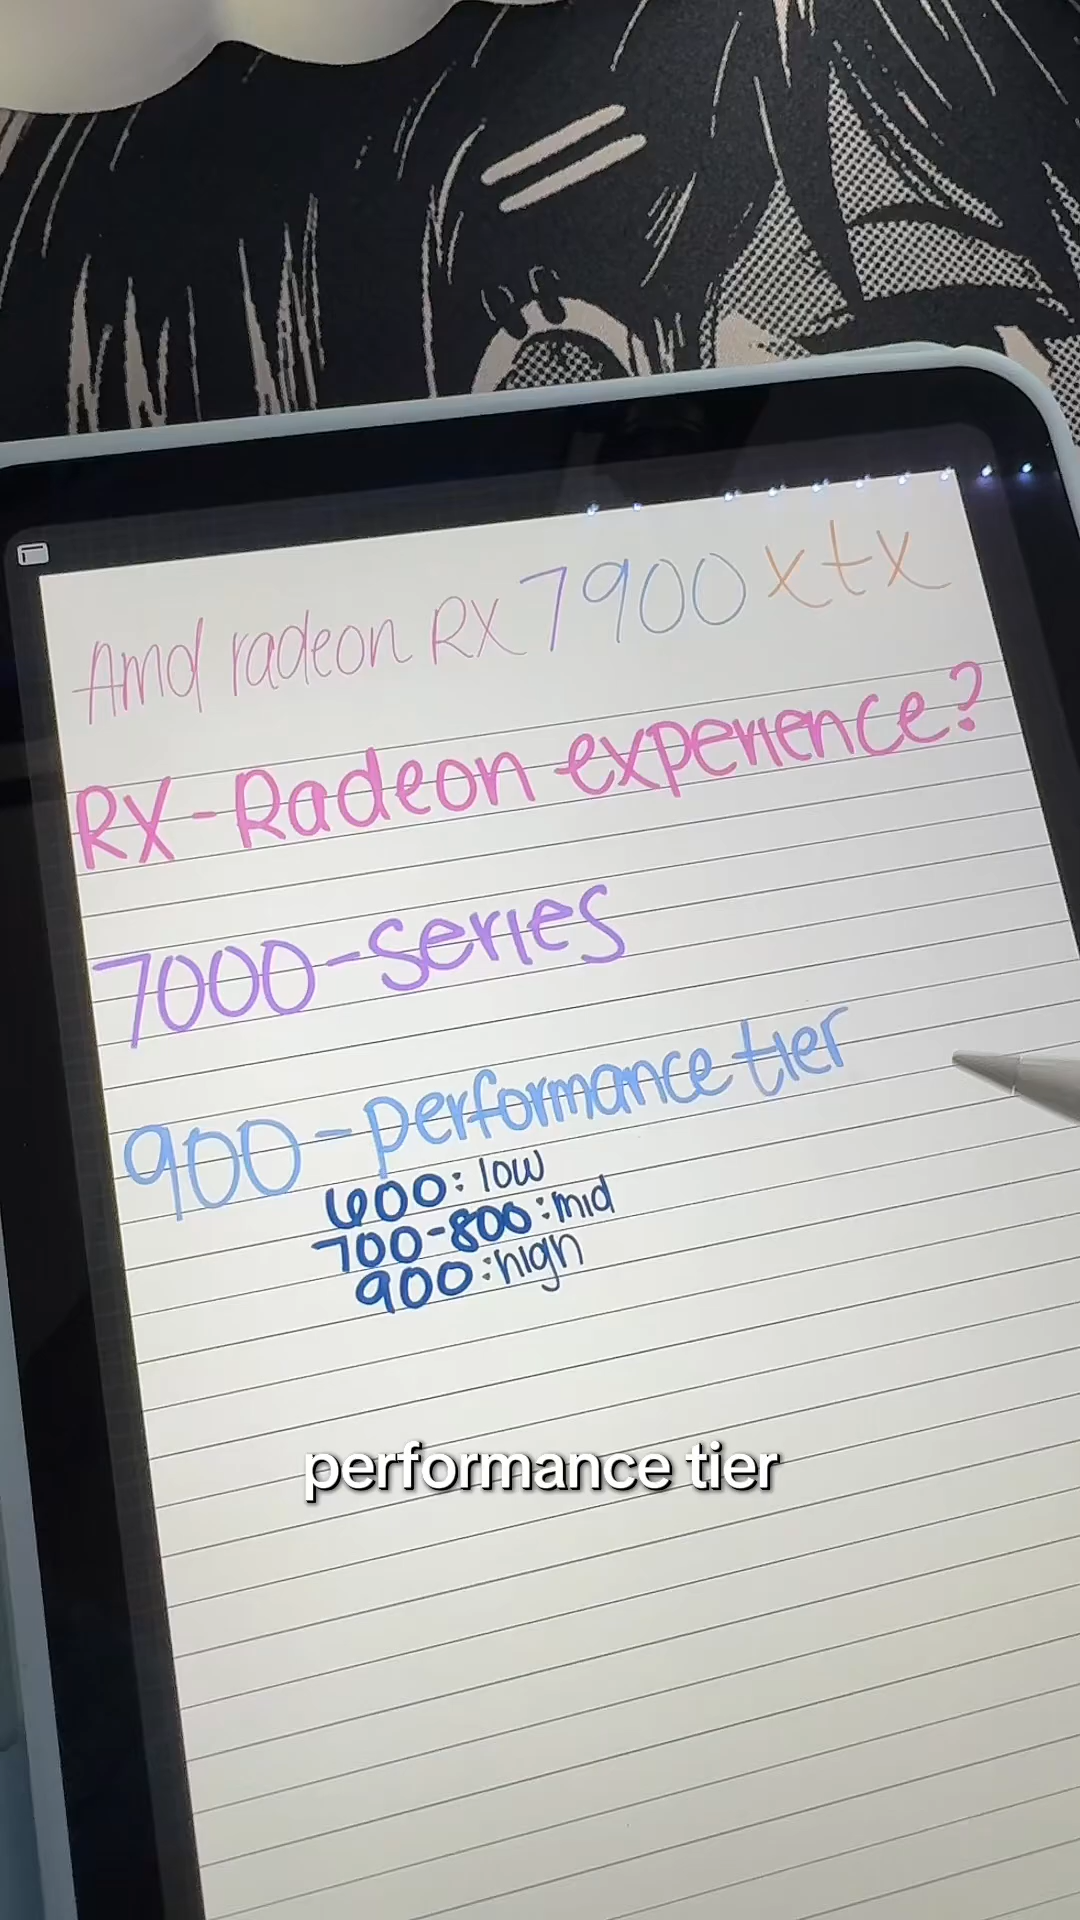 Amd radeon RX 7900 xtx
RX-Radeon experience?
7000-series
900-performance tier
600: low
700-800: mid
900: high
performance tier